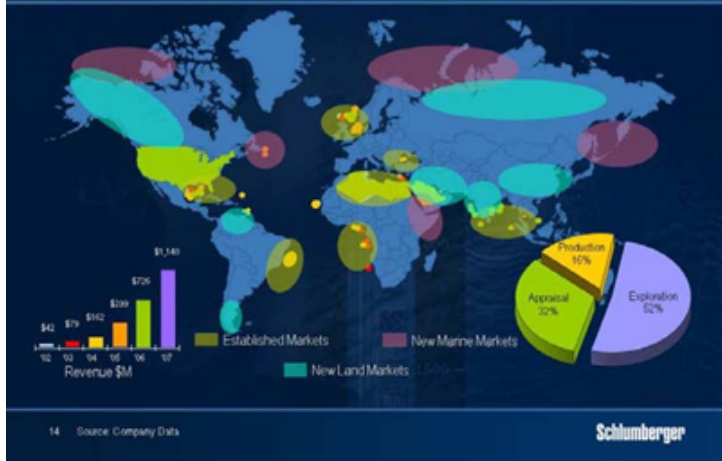 $1,140
$726
$299
$162
$79
$42
'02 '03 '04 '05 '06 '07
Revenue $M
Established Markets
New Marine Markets
New Land Markets
Production
16%
Appraisal
32%
Exploration
52%
14 Source: Company Data
Schlumberger